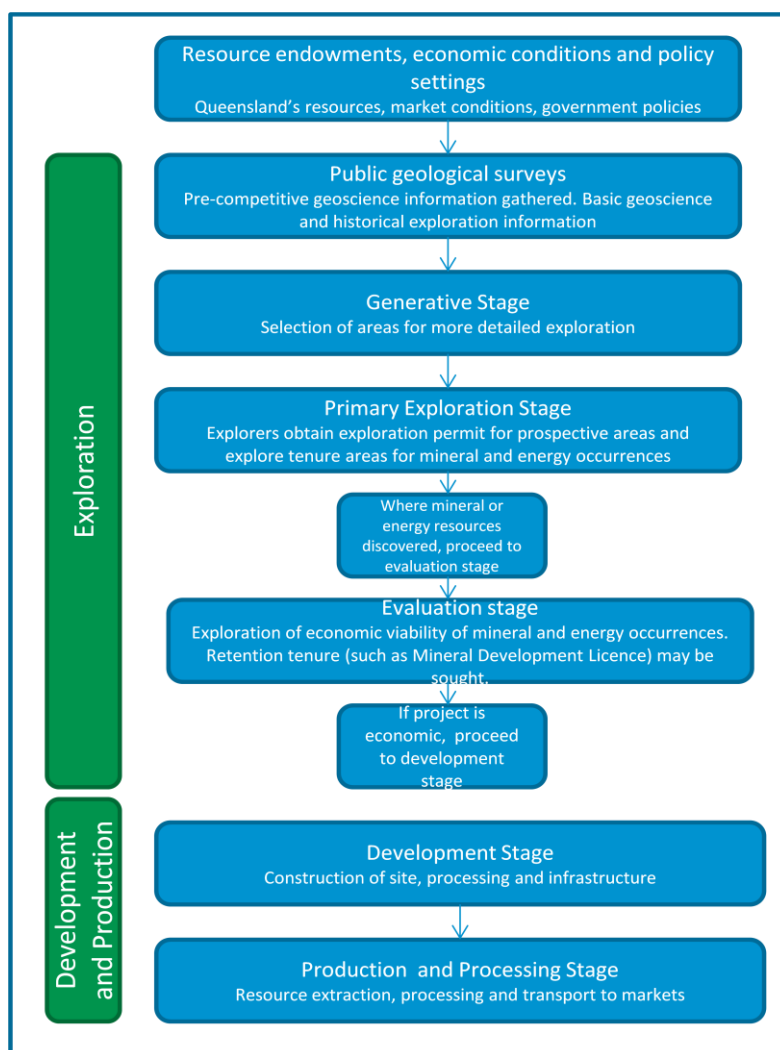 Resource endowments, economic conditions and policy
settings
Queensland's resources, market conditions, government policies
Exploration
Public geological surveys
Pre-competitive geoscience information gathered. Basic geoscience
and historical exploration information
Generative Stage
Selection of areas for more detailed exploration
Primary Exploration Stage
Explorers obtain exploration permit for prospective areas and
explore tenure areas for mineral and energy occurrences
Where mineral or
energy resources
discovered, proceed to
evaluation stage
Evaluation stage
Exploration of economic viability of mineral and energy occurrences.
Retention tenure (such as Mineral Development Licence) may be
sought.
If project is
economic, proceed
to development
stage
Development
and Production
Development Stage
Construction of site, processing and infrastructure
Production and Processing Stage
Resource extraction, processing and transport to markets